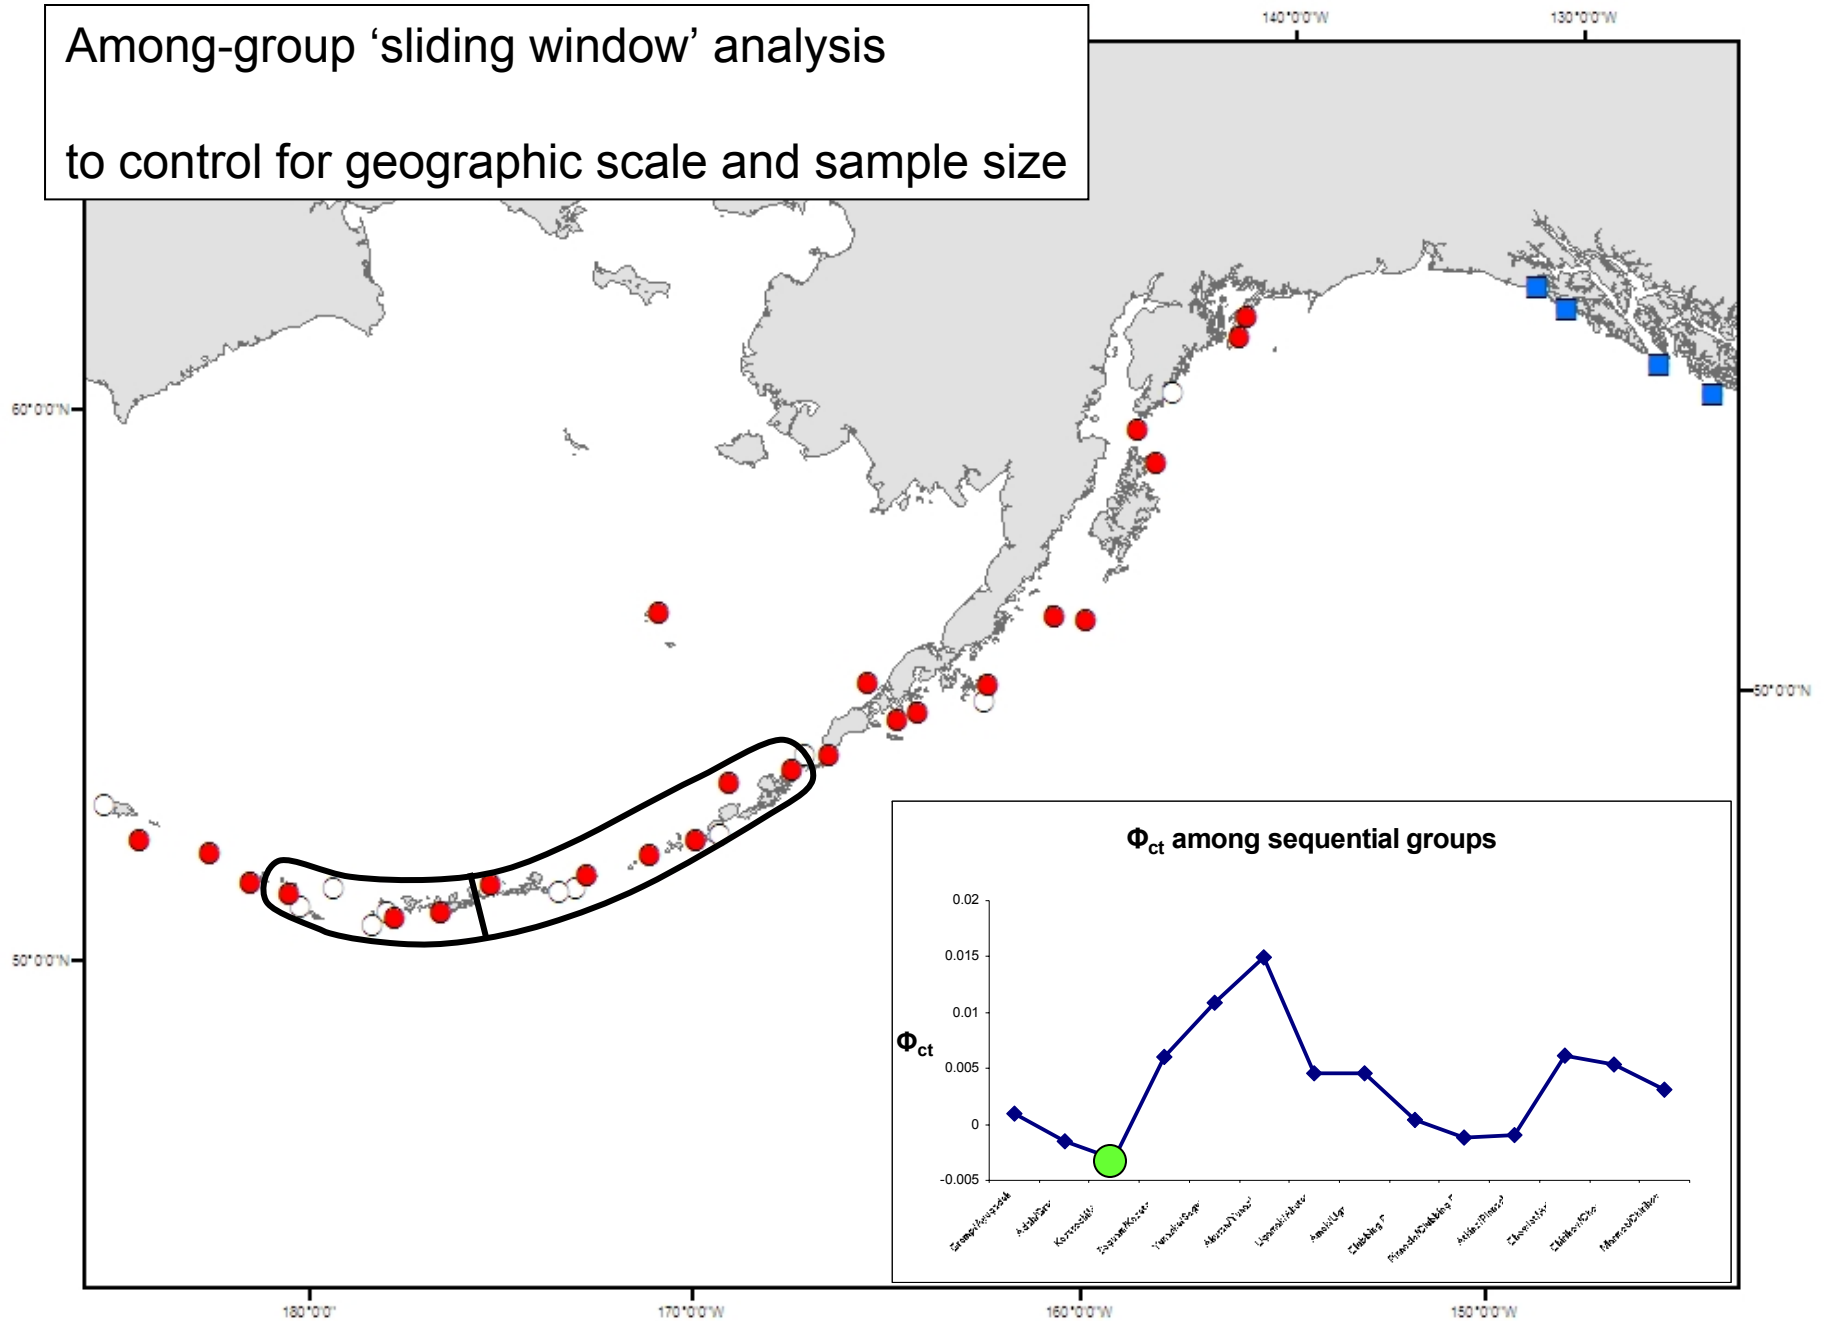 140°0'0"W 130°0'0"W
Among-group ‘sliding window’ analysis
to control for geographic scale and sample size
60°0'0"N
50°0'0"N
50°0'0"N
Φct among sequential groups
0.02
0.015
0.01
Φct
0.005
0
-0.005
180°0'0" 170°0'0"W 160°0'0"W 150°0'0"W